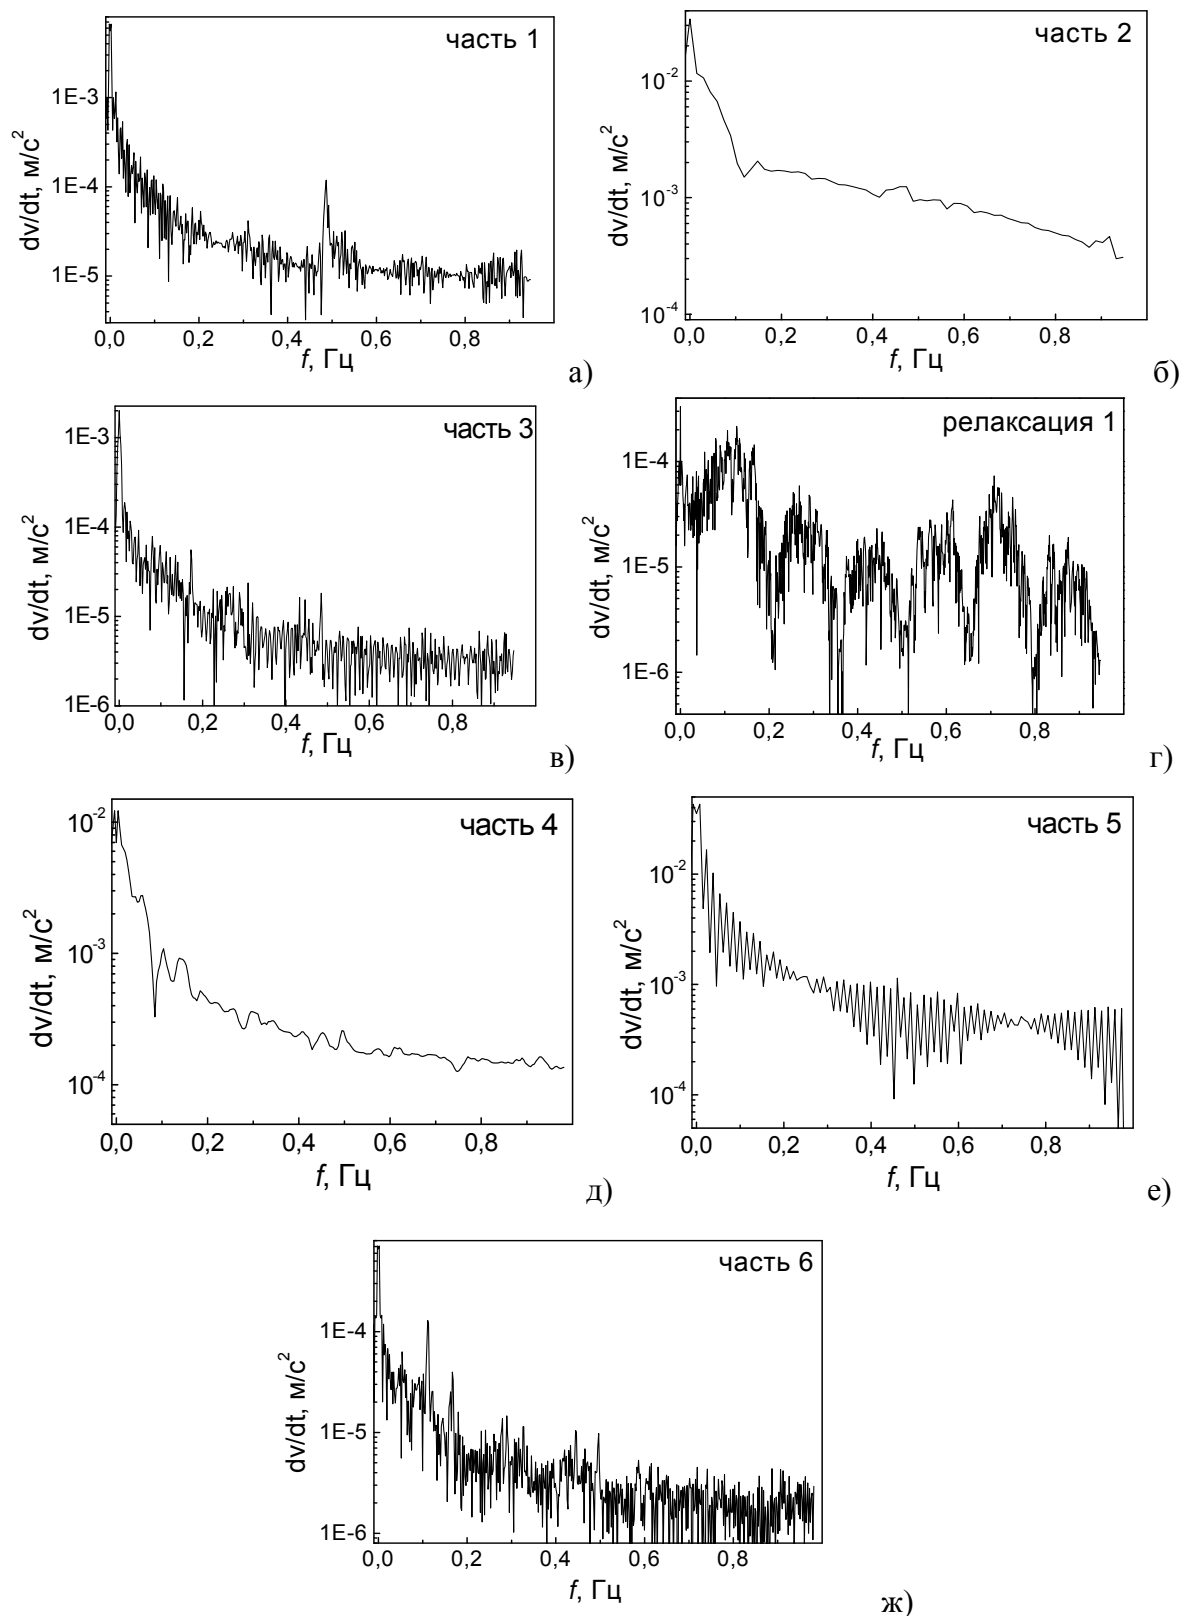 часть 1
1E-3
1E-4
1E-5
dv/dt, м/с²
0,0 0,2 0,4 0,6 0,8
f, Гц
а)
часть 2
10⁻²
10⁻³
10⁻⁴
dv/dt, м/с²
0,0 0,2 0,4 0,6 0,8
f, Гц
б)
часть 3
1E-3
1E-4
1E-5
1E-6
dv/dt, м/с²
0,0 0,2 0,4 0,6 0,8
f, Гц
в)
релаксация 1
1E-4
1E-5
1E-6
dv/dt, м/с²
0,0 0,2 0,4 0,6 0,8
f, Гц
г)
часть 4
10⁻²
10⁻³
10⁻⁴
dv/dt, м/с²
0,0 0,2 0,4 0,6 0,8
f, Гц
д)
часть 5
10⁻²
10⁻³
10⁻⁴
dv/dt, м/с²
0,0 0,2 0,4 0,6 0,8
f, Гц
е)
часть 6
1E-4
1E-5
1E-6
dv/dt, м/с²
0,0 0,2 0,4 0,6 0,8
f, Гц
ж)